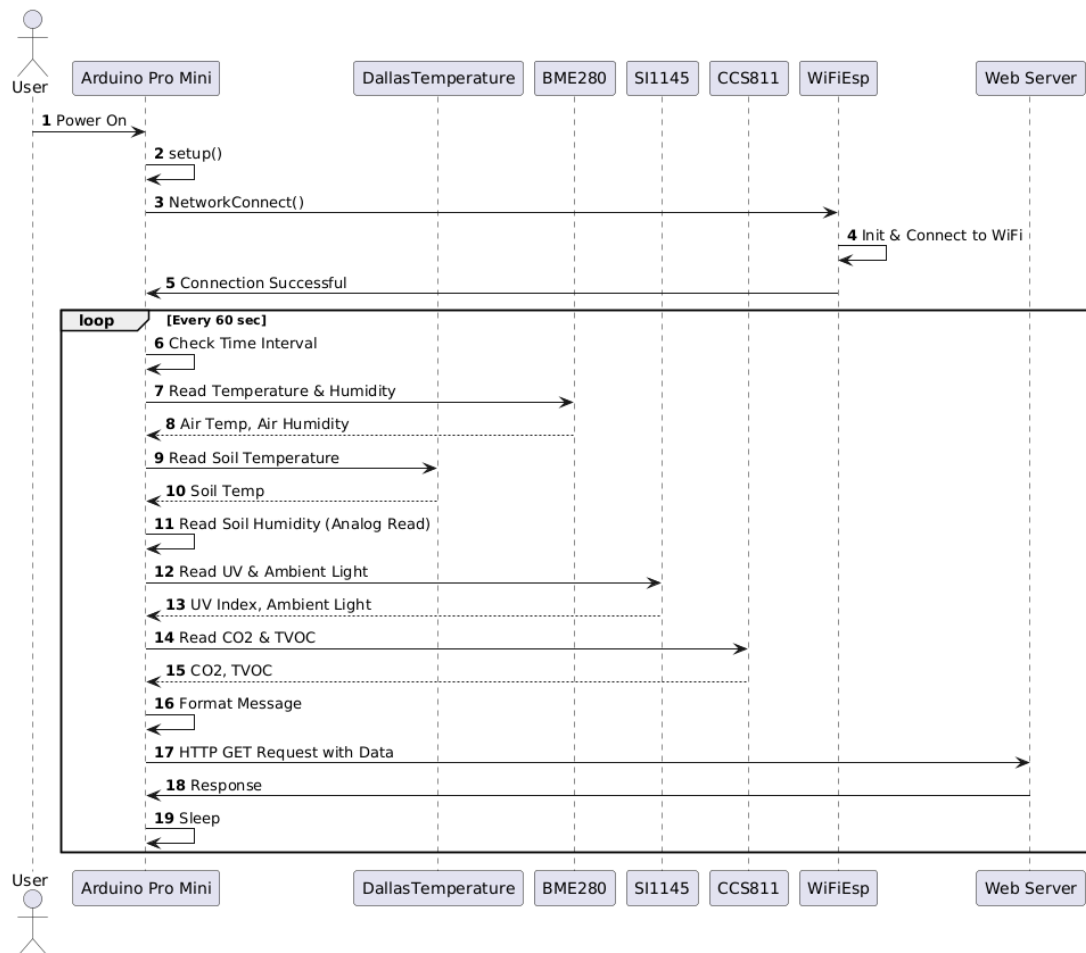 User
Arduino Pro Mini
DallasTemperature
BME280
SI1145
CCS811
WiFiEsp
Web Server
1 Power On
2 setup()
3 NetworkConnect()
4 Init & Connect to WiFi
5 Connection Successful
loop [Every 60 sec]
6 Check Time Interval
7 Read Temperature & Humidity
8 Air Temp, Air Humidity
9 Read Soil Temperature
10 Soil Temp
11 Read Soil Humidity (Analog Read)
12 Read UV & Ambient Light
13 UV Index, Ambient Light
14 Read CO2 & TVOC
15 CO2, TVOC
16 Format Message
17 HTTP GET Request with Data
18 Response
19 Sleep
User
Arduino Pro Mini
DallasTemperature
BME280
SI1145
CCS811
WiFiEsp
Web Server